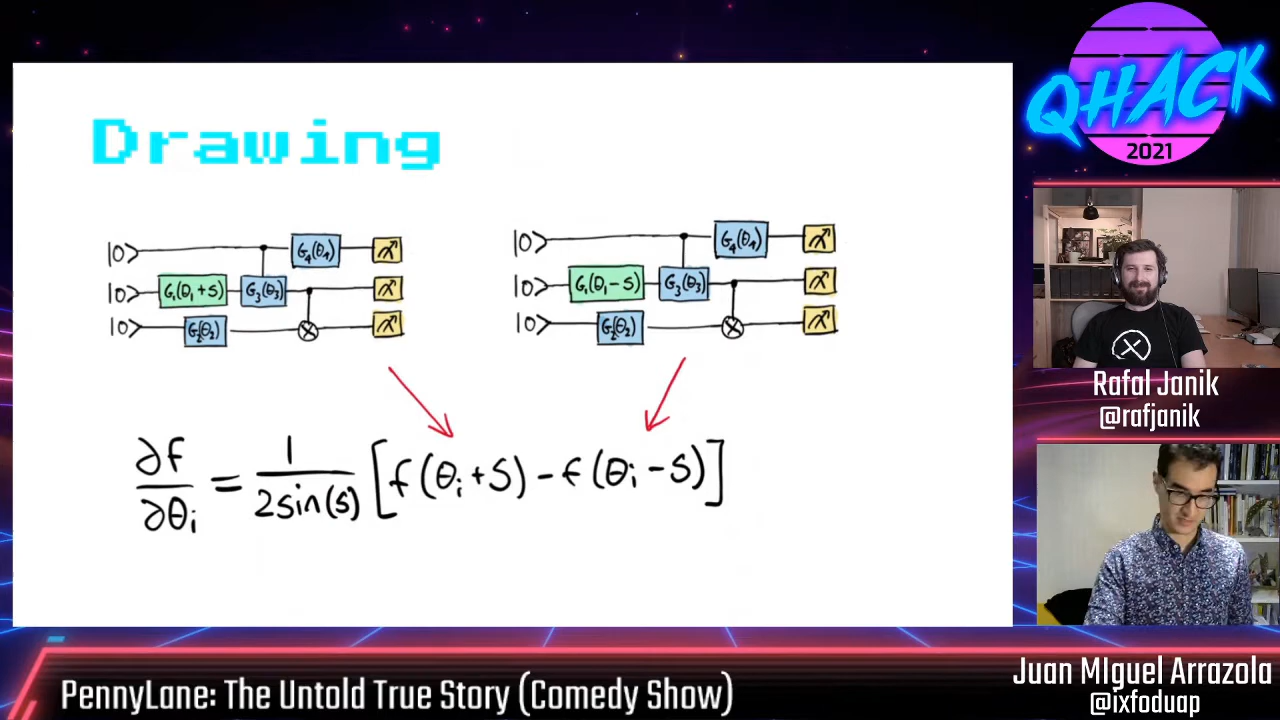 Drawing
|0> G₄(θ₄)
|0> G₁(θᵢ+S) G₃(θ₃)
|0> G₂(θ₂)
|0> G₄(θ₄)
|0> G₁(θᵢ-S) G₃(θ₃)
|0> G₂(θ₂)
∂f/∂θᵢ = 1/2sin(s) [f(θᵢ+S) - f(θᵢ-S)]
QHACK
2021
Rafal Janik
@rafjanik
Juan MIguel Arrazola
@ixfoduap
PennyLane: The Untold True Story (Comedy Show)